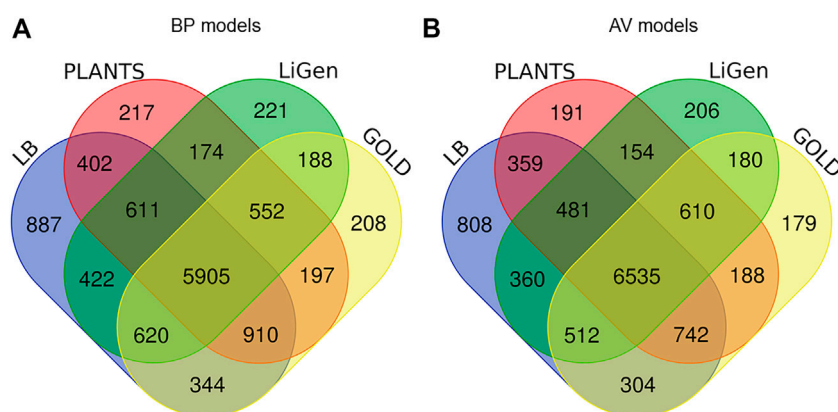 A
BP models
PLANTS
LiGen
LB
GOLD
217
221
402
174
188
887
611
552
208
422
5905
197
620
910
344
B
AV models
PLANTS
LiGen
LB
GOLD
191
206
359
154
180
808
481
610
179
360
6535
188
512
742
304